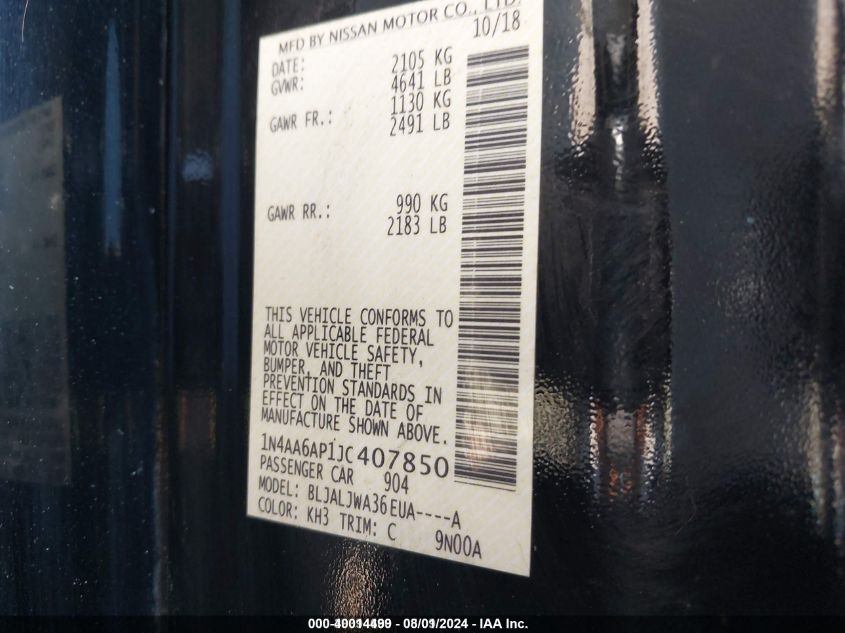 MFD BY NISSAN MOTOR CO., LTD.
DATE: 10/18
GVWR: 2105 KG
4641 LB
GAWR FR.: 1130 KG
2491 LB
GAWR RR.: 990 KG
2183 LB
THIS VEHICLE CONFORMS TO
ALL APPLICABLE FEDERAL
MOTOR VEHICLE SAFETY,
BUMPER, AND THEFT
PREVENTION STANDARDS IN
EFFECT ON THE DATE OF
MANUFACTURE SHOWN ABOVE.
1N4AA6AP1JC407850
PASSENGER CAR 904
MODEL: BLJALJWA36EUA----A
COLOR: KH3 TRIM: C 9N00A
000-40014499 - 08/01/2024 - IAA Inc.